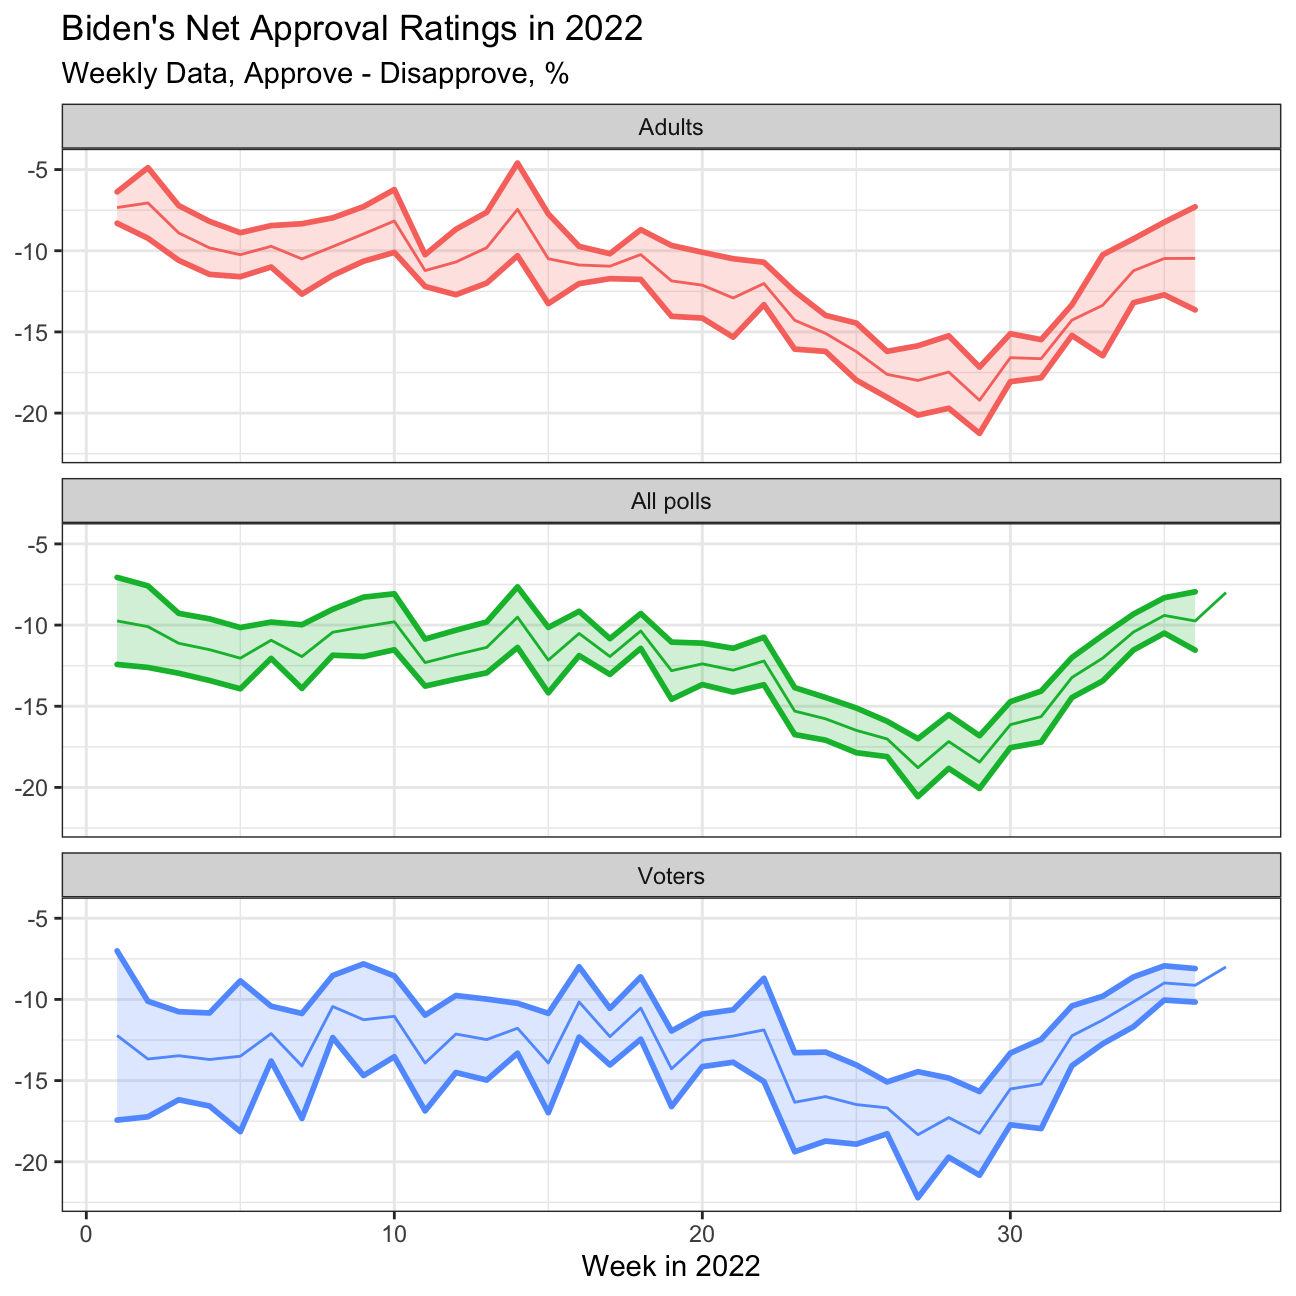 Biden's Net Approval Ratings in 2022
Weekly Data, Approve - Disapprove, %
Adults
-5
-10
-15
-20
All polls
-5
-10
-15
-20
Voters
-5
-10
-15
-20
0 10 20 30
Week in 2022